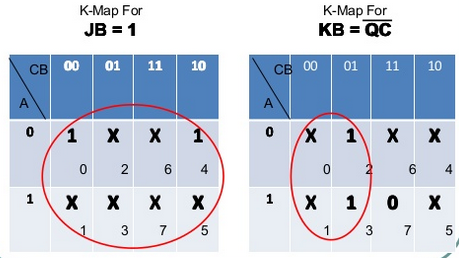 K-Map For
JB = 1
CB 00 01 11 10
A
0 1 X X 1
0 2 6 4
1 X X X X
1 3 7 5
K-Map For
KB = Q̅C̅
CB 00 01 11 10
A
0 X 1 X X
0 2 6 4
1 X 1 0 X
1 3 7 5